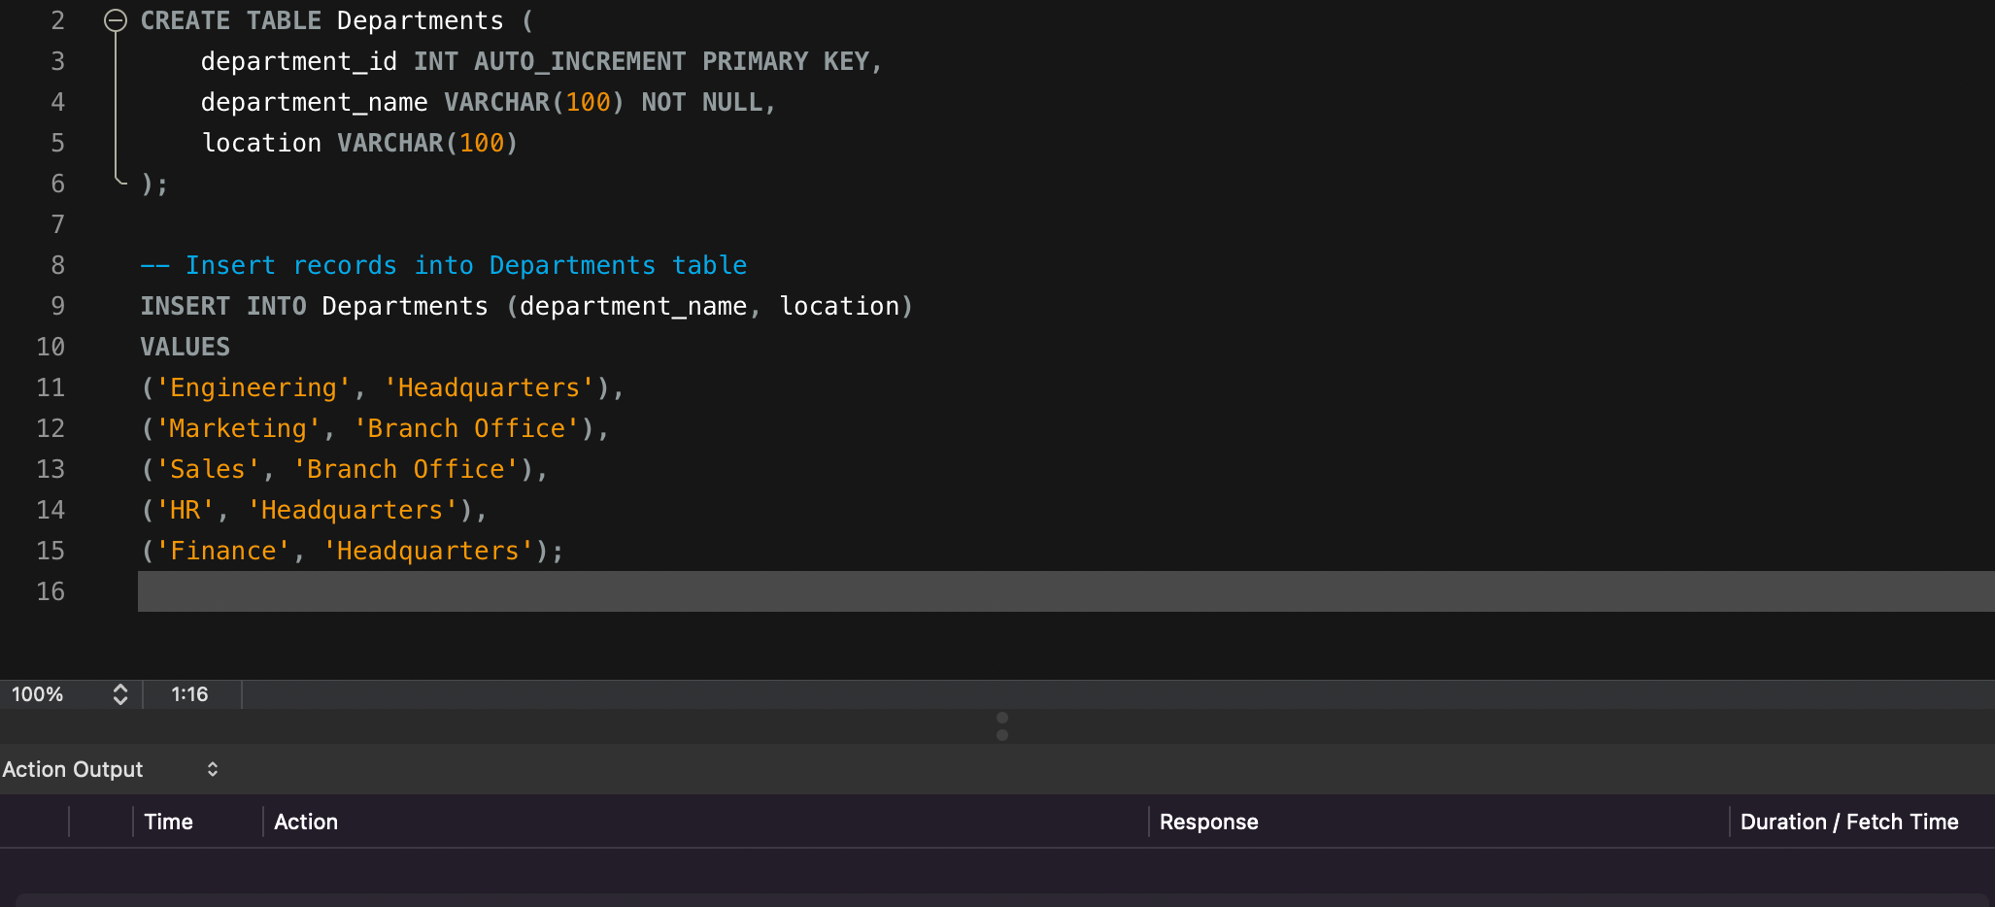 2 CREATE TABLE Departments (
3     department_id INT AUTO_INCREMENT PRIMARY KEY,
4     department_name VARCHAR(100) NOT NULL,
5     location VARCHAR(100)
6 );
7
8 -- Insert records into Departments table
9 INSERT INTO Departments (department_name, location)
10 VALUES
11 ('Engineering', 'Headquarters'),
12 ('Marketing', 'Branch Office'),
13 ('Sales', 'Branch Office'),
14 ('HR', 'Headquarters'),
15 ('Finance', 'Headquarters');
16
100% 1:16
Action Output
Time Action Response Duration / Fetch Time